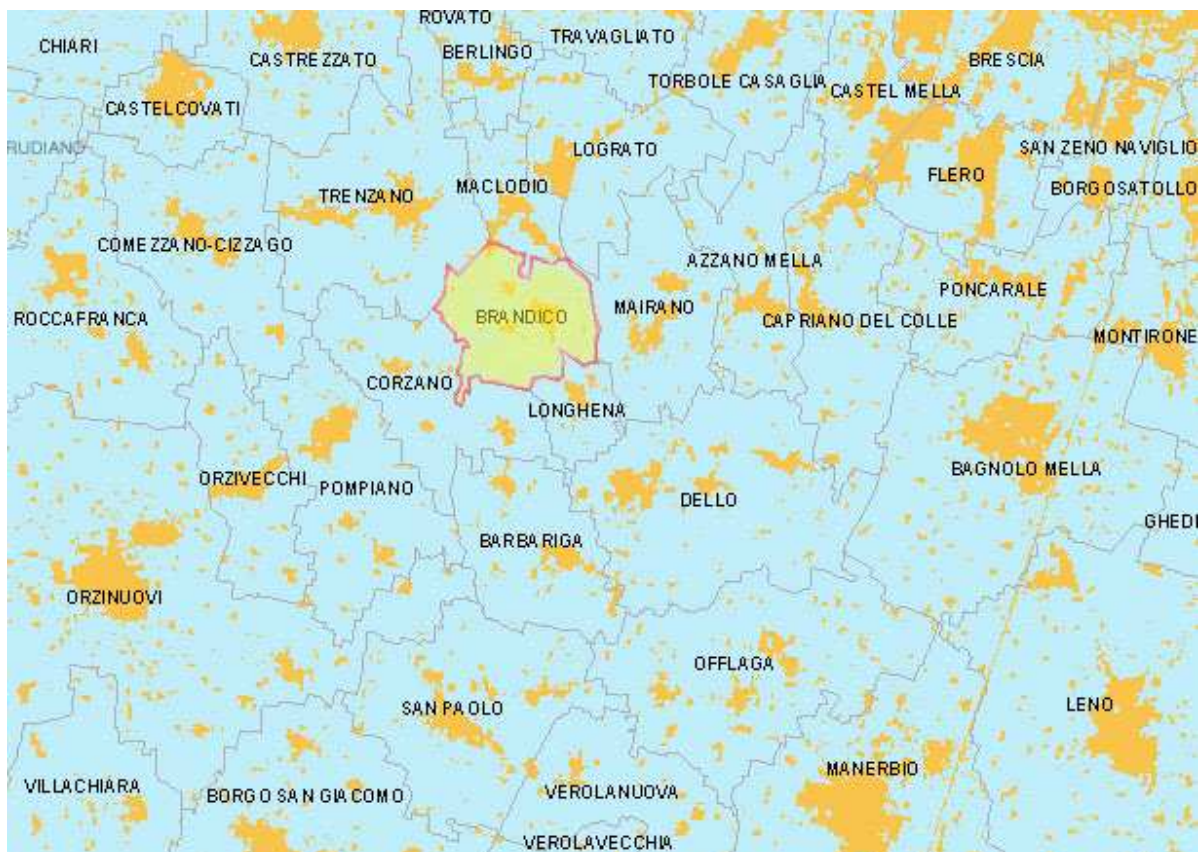 ROVATO
CHIARI
CASTREZZATO
BERLINGO
TRAVAGLIATO
BRESCIA
TORBOLE CASAGLIA
CASTEL MELLA
CASTELCOVATI
RUDIANO
LOGRATO
SAN ZENO NAVIGLIO
FLERO
MACLODIO
BORGOSATOLLO
TRENZANO
COMEZZANO-CIZZAGO
AZZANO MELLA
PONCARALE
ROCCAFRANCA
BRANDICO
MAIRANO
CAPRIANO DEL COLLE
MONTIRONE
CORZANO
LONGHENA
BAGNOLO MELLA
ORZIVECCHI
POMPIANO
DELLO
GHEDI
BARBARIGA
ORZINUOVI
OFFLAGA
SAN PAOLO
LENO
MANERBIO
VILLACHIARA
BORGO SAN GIACOMO
VEROLANUOVA
VEROLAVECCHIA